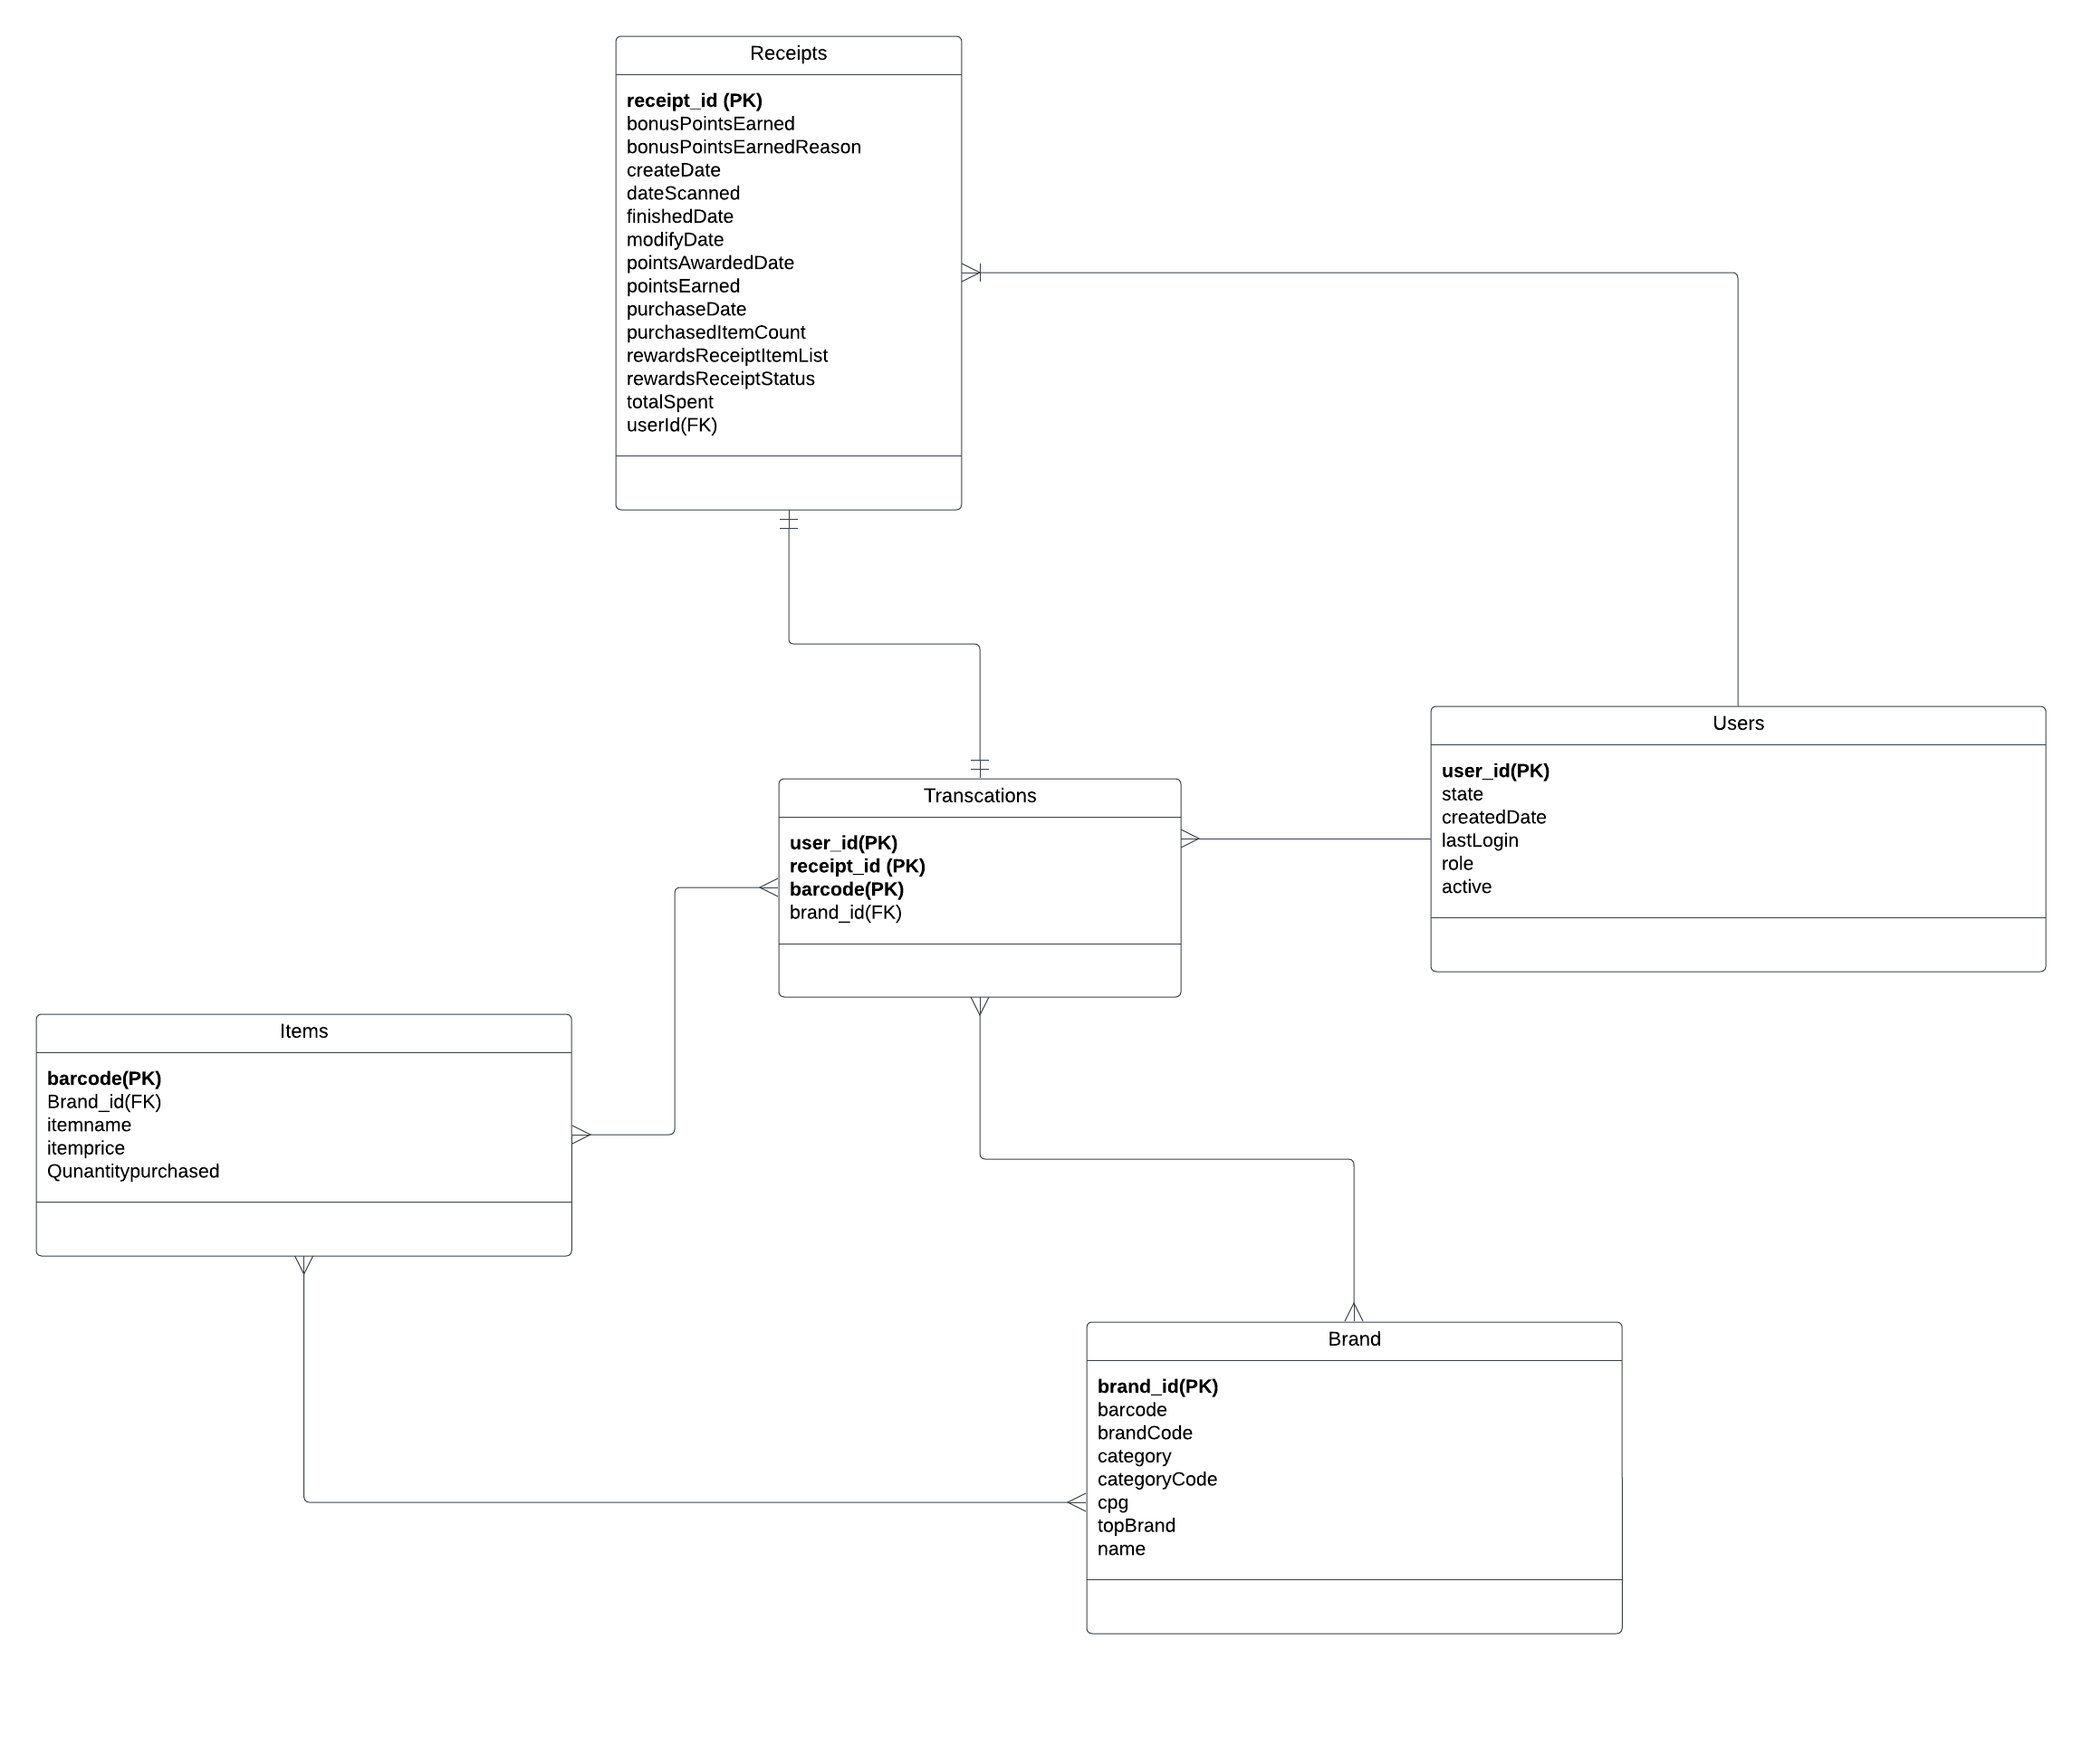 Receipts
receipt_id (PK)
bonusPointsEarned
bonusPointsEarnedReason
createDate
dateScanned
finishedDate
modifyDate
pointsAwardedDate
pointsEarned
purchaseDate
purchasedItemCount
rewardsReceiptItemList
rewardsReceiptStatus
totalSpent
userId(FK)
Users
user_id(PK)
state
createdDate
lastLogin
role
active
Transcations
user_id(PK)
receipt_id (PK)
barcode(PK)
brand_id(FK)
Items
barcode(PK)
Brand_id(FK)
itemname
itemprice
Qunantitypurchased
Brand
brand_id(PK)
barcode
brandCode
category
categoryCode
cpg
topBrand
name